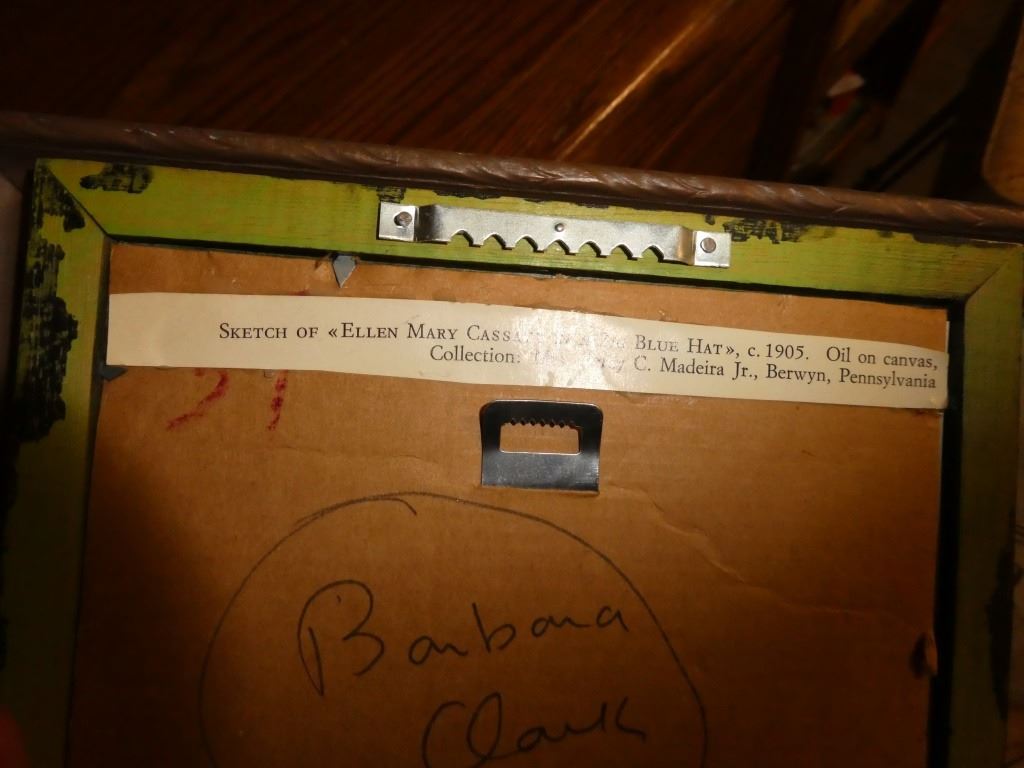 SKETCH OF «ELLEN MARY BLUE HAT», c. 1905. Oil on canvas,
Collection: C. Madeira Jr., Berwyn, Pennsylvania
Barbara
Clark